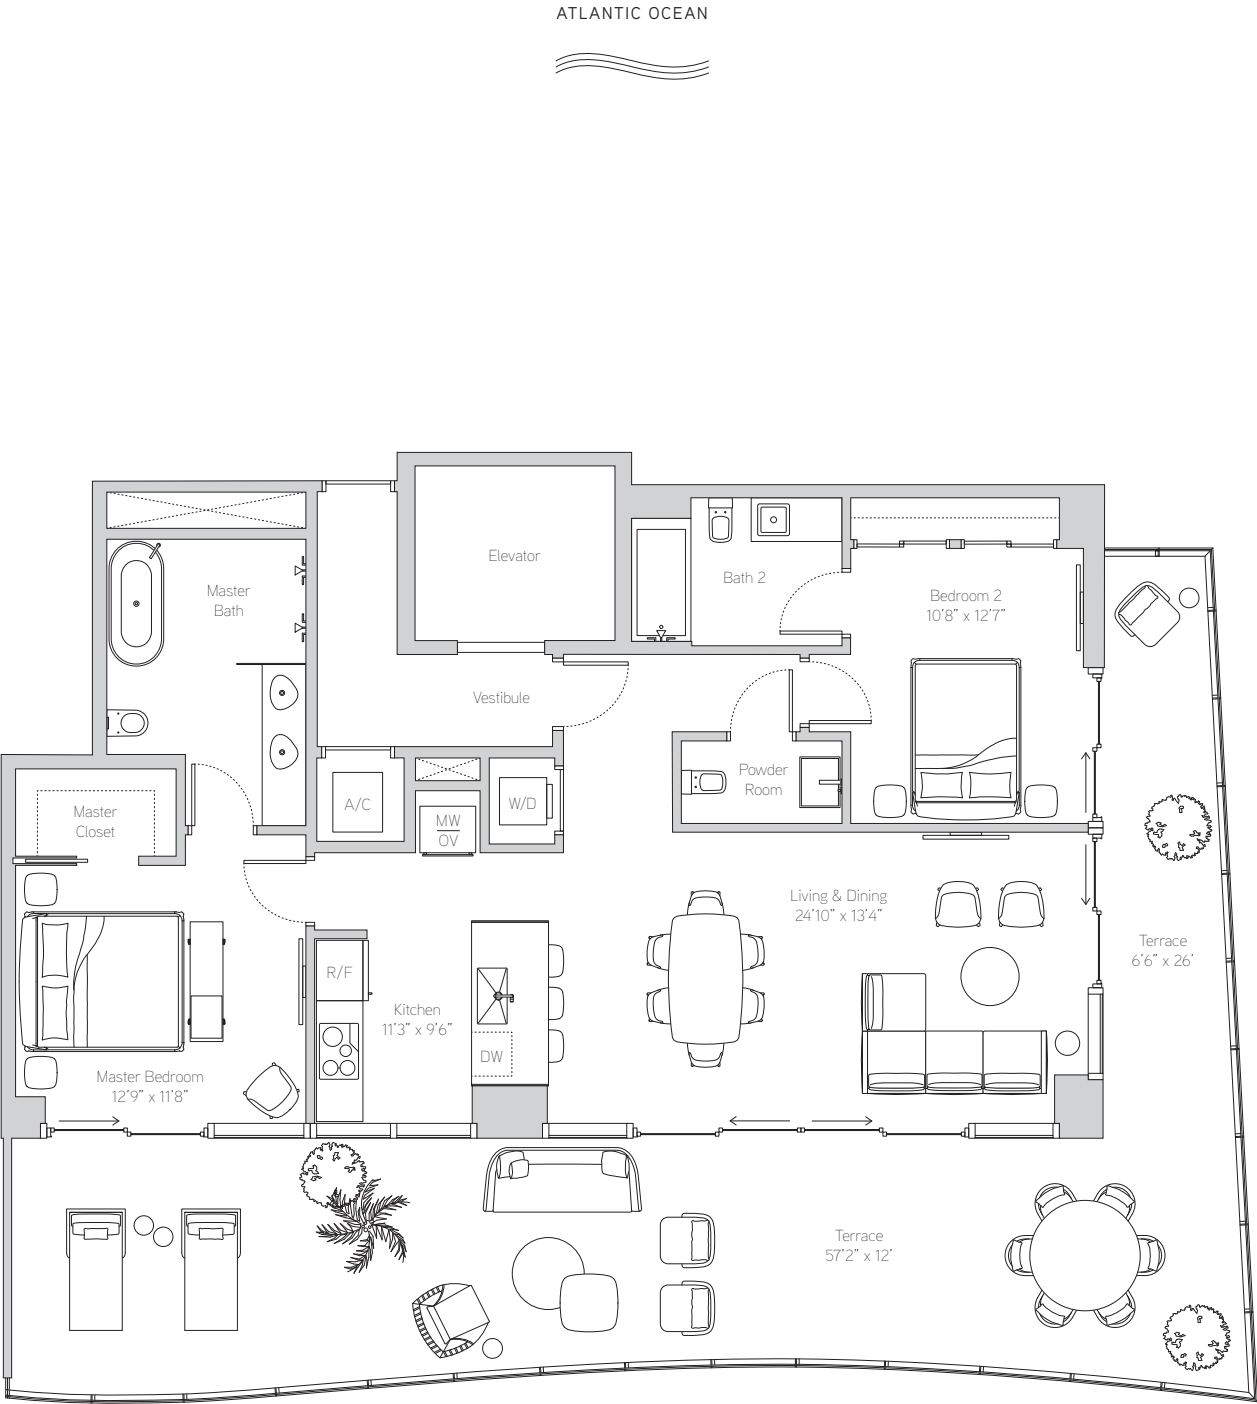 ATLANTIC OCEAN
Elevator
Master
Bath
Bath 2
Bedroom 2
10'8" x 12'7"
Vestibule
Master
Closet
A/C
MW
OV
W/D
Powder
Room
Living & Dining
24'10" x 13'4"
Terrace
6'6" x 26'
R/F
Kitchen
11'3" x 9'6"
DW
Master Bedroom
12'9" x 11'8"
Terrace
57'2" x 12'